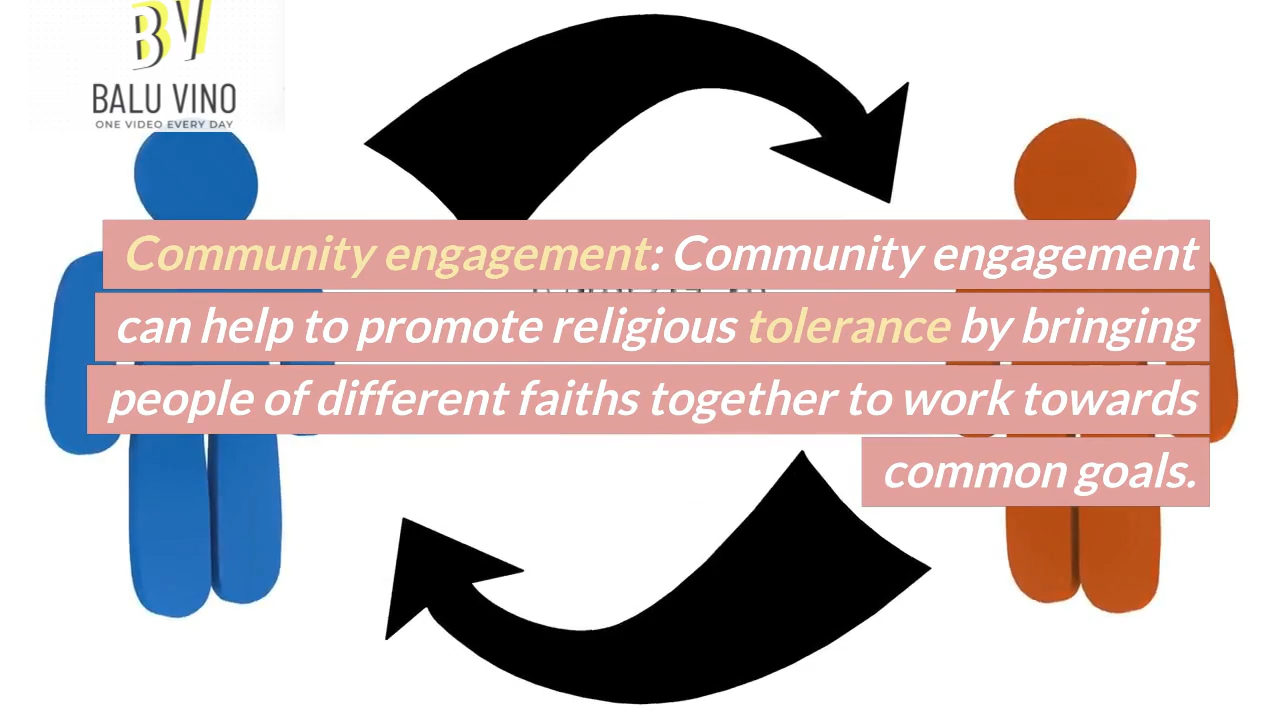 BV
BALU VINO
ONE VIDEO EVERY DAY
Community engagement: Community engagement
can help to promote religious tolerance by bringing
people of different faiths together to work towards
common goals.